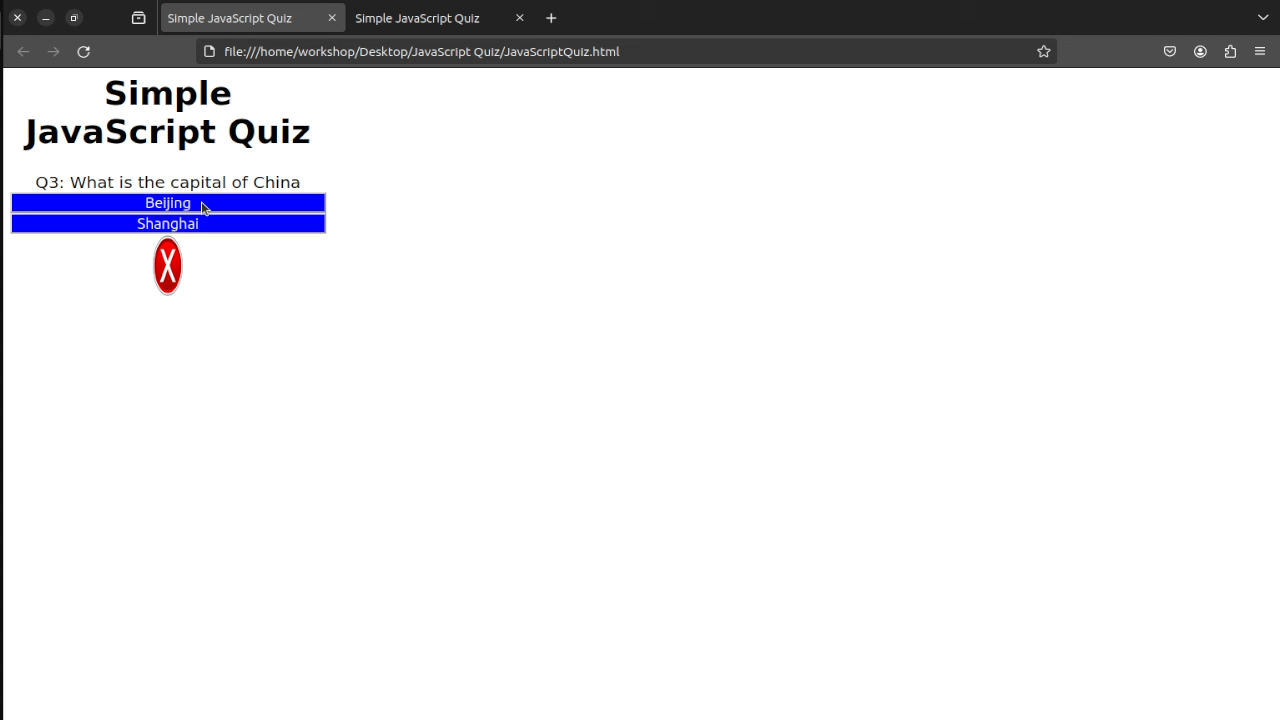 Simple JavaScript Quiz
Simple JavaScript Quiz
file:///home/workshop/Desktop/JavaScript Quiz/JavaScriptQuiz.html
Simple
JavaScript Quiz
Q3: What is the capital of China
Beijing
Shanghai
X